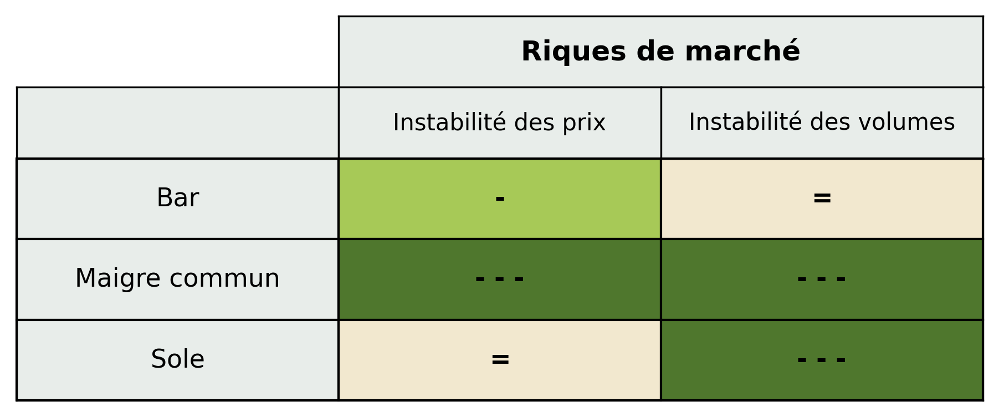 Riques de marché
Instabilité des prix Instabilité des volumes
Bar - =
Maigre commun - - - - - -
Sole = - - -